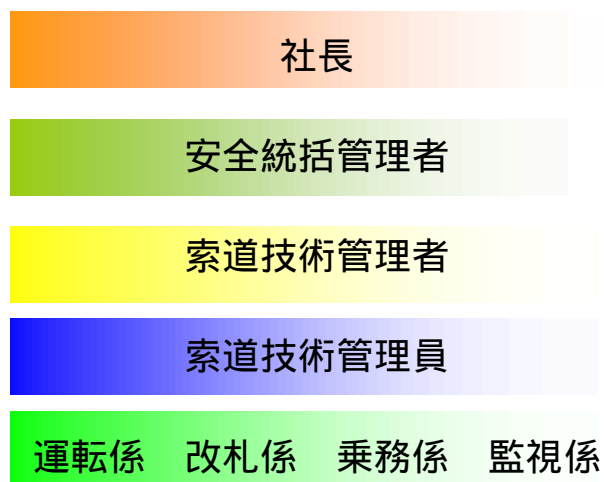 社長
安全統括管理者
索道技術管理者
索道技術管理員
運転係 改札係 乗務係 監視係